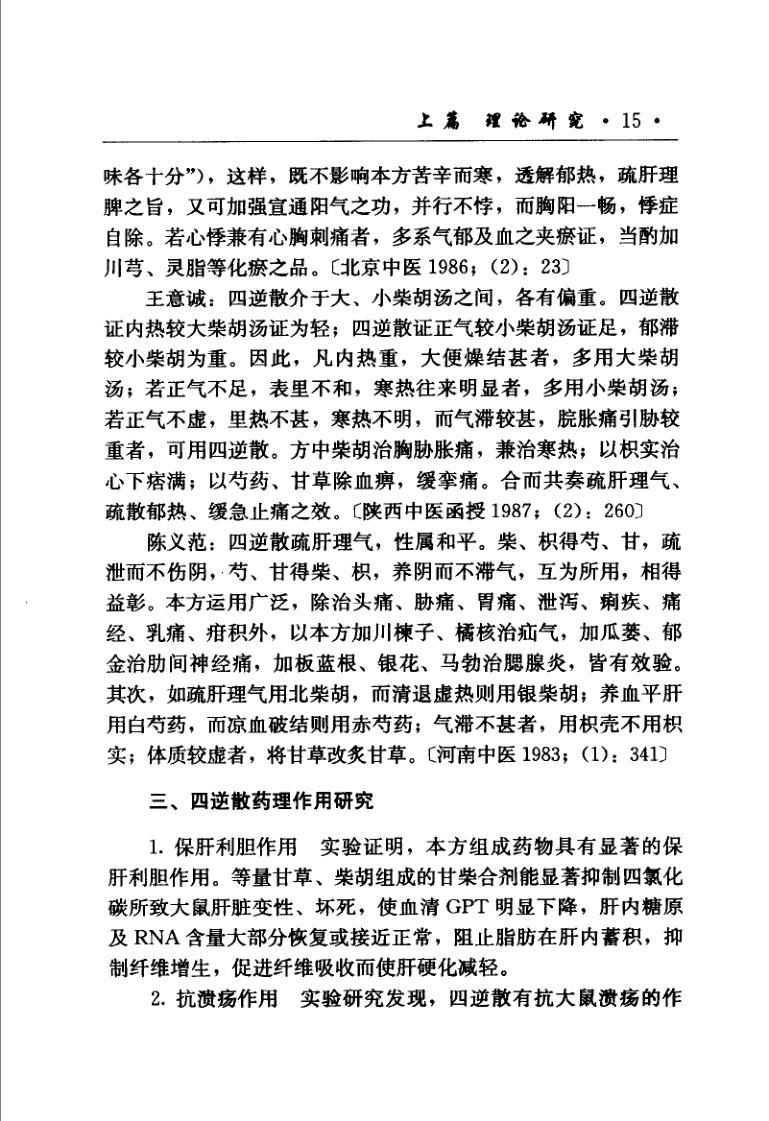 上篇 理论研究 · 15 ·
味各十分”），这样，既不影响本方苦辛而寒，透解郁热，疏肝理
脾之旨，又可加强宣通阳气之功，并行不悖，而胸阳一畅，悸症
自除。若心悸兼有心胸刺痛者，多系气郁及血之夹瘀证，当酌加
川芎、灵脂等化瘀之品。〔北京中医 1986；（2）：23〕
王意诚：四逆散介于大、小柴胡汤之间，各有偏重。四逆散
证内热较大柴胡汤证为轻；四逆散证正气较小柴胡汤证足，郁滞
较小柴胡为重。因此，凡内热重，大便燥结甚者，多用大柴胡
汤；若正气不足，表里不和，寒热往来明显者，多用小柴胡汤；
若正气不虚，里热不甚，寒热不明，而气滞较甚，脘胀痛引胁较
重者，可用四逆散。方中柴胡治胸胁胀痛，兼治寒热；以枳实治
心下痞满；以芍药、甘草除血痹，缓挛痛。合而共奏疏肝理气、
疏散郁热、缓急止痛之效。〔陕西中医函授 1987；（2）：260〕
陈义范：四逆散疏肝理气，性属和平。柴、枳得芍、甘，疏
泄而不伤阴，芍、甘得柴、枳，养阴而不滞气，互为所用，相得
益彰。本方运用广泛，除治头痛、胁痛、胃痛、泄泻、痢疾、痛
经、乳痛、疳积外，以本方加川楝子、橘核治疝气，加瓜蒌、郁
金治肋间神经痛，加板蓝根、银花、马勃治腮腺炎，皆有效验。
其次，如疏肝理气用北柴胡，而清退虚热则用银柴胡；养血平肝
用白芍药，而凉血破结则用赤芍药；气滞不甚者，用枳壳不用枳
实；体质较虚者，将甘草改炙甘草。〔河南中医 1983；（1）：341〕
三、四逆散药理作用研究
1. 保肝利胆作用 实验证明，本方组成药物具有显著的保
肝利胆作用。等量甘草、柴胡组成的甘柴合剂能显著抑制四氯化
碳所致大鼠肝脏变性、坏死，使血清 GPT 明显下降，肝内糖原
及 RNA 含量大部分恢复或接近正常，阻止脂肪在肝内蓄积，抑
制纤维增生，促进纤维吸收而使肝硬化减轻。
2. 抗溃疡作用 实验研究发现，四逆散有抗大鼠溃疡的作